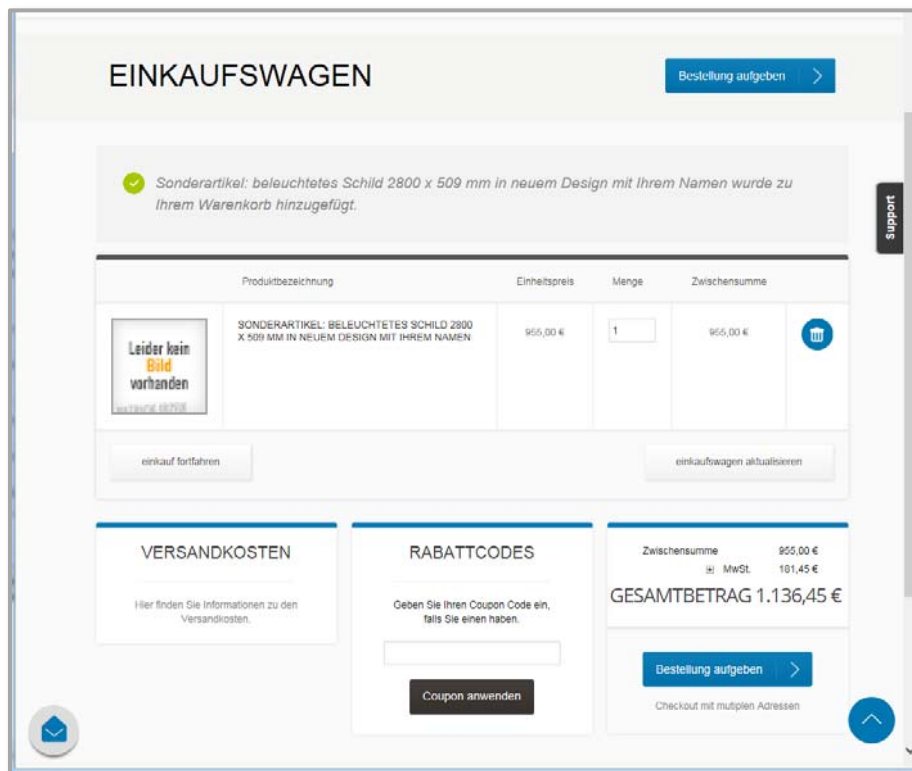 EINKAUFSWAGEN
Bestellung aufgeben
Sonderartikel: beleuchtetes Schild 2800 x 509 mm in neuem Design mit Ihrem Namen wurde zu
Ihrem Warenkorb hinzugefügt.
Support
Produktbezeichnung Einheitspreis Menge Zwischensumme
Leider kein
Bild
vorhanden
SONDERARTIKEL: BELEUCHTETES SCHILD 2800
X 509 MM IN NEUEM DESIGN MIT IHREM NAMEN
955,00 € 1 955,00 €
einkauf fortfahren
einkaufswagen aktualisieren
VERSANDKOSTEN
Hier finden Sie Informationen zu den
Versandkosten.
RABATTCODES
Geben Sie Ihren Coupon Code ein,
falls Sie einen haben.
Coupon anwenden
Zwischensumme 955,00 €
MwSt. 181,45 €
GESAMTBETRAG 1.136,45 €
Bestellung aufgeben
Checkout mit mutiplen Adressen